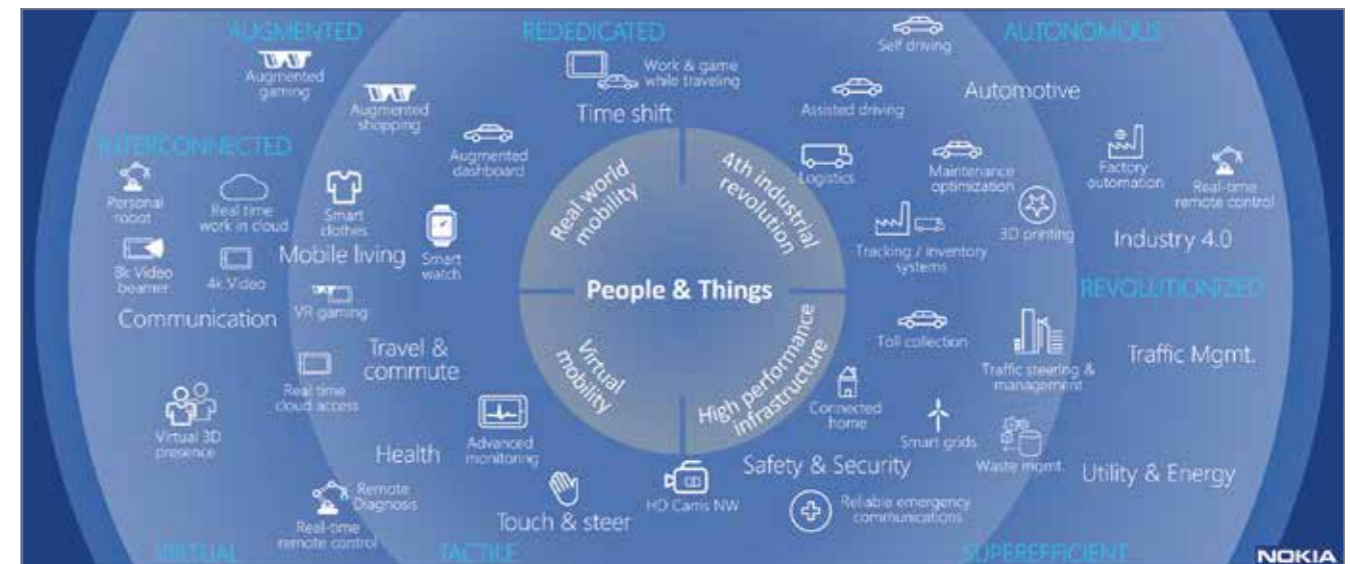 AUGMENTED
REDEDICATED
AUTONOMOUS
Augmented
gaming
Augmented
shopping
Work & game
while traveling
Time shift
Self driving
Assisted driving
Automotive
INTERCONNECTED
Augmented
dashboard
Personal
robot
Real time
work in cloud
Smart
clothes
Mobile living
Smart
watch
8k Video
beamer
4k Video
VR gaming
Communication
Real world
mobility
4th industrial
revolution
People & Things
Virtual
mobility
High performance
infrastructure
Logistics
Maintenance
optimization
Factory
automation
Real-time
remote control
3D printing
Industry 4.0
Tracking / inventory
systems
REVOLUTIONIZED
Toll collection
Traffic steering &
management
Traffic Mgmt.
Travel &
commute
Real time
cloud access
Virtual 3D
presence
Health
Advanced
monitoring
Connected
home
Smart grids
Waste mgmt.
Utility & Energy
Safety & Security
HD Cams NW
Reliable emergency
communications
Remote
Diagnosis
Real-time
remote control
Touch & steer
VIRTUAL
TACTILE
SUPEREFFICIENT
NOKIA